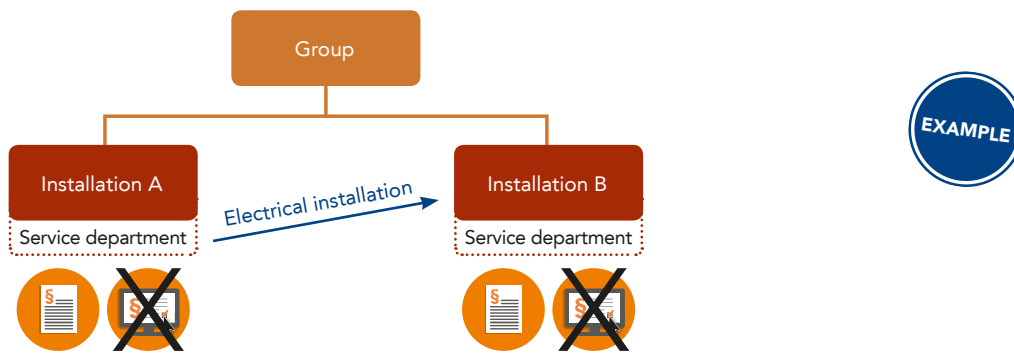 Group
EXAMPLE
Installation A
Electrical installation
Installation B
Service department
Service department
§
§
§
§